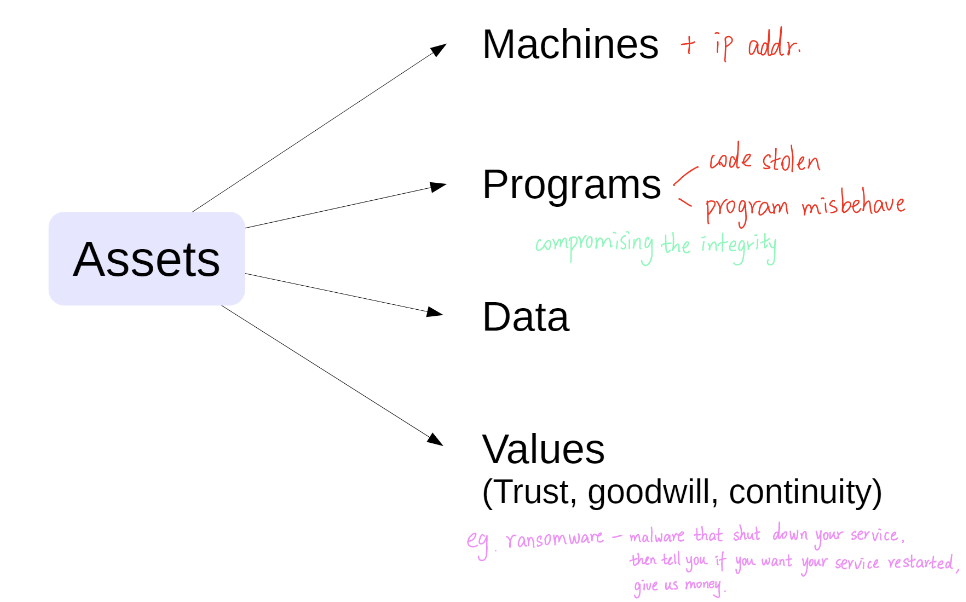 Machines + ip addr.
code stolen
Programs
program misbehave
compromising the integrity
Assets
Data
Values
(Trust, goodwill, continuity)
eg. ransomware - malware that shut down your service,
then tell you if you want your service restarted,
give us money.